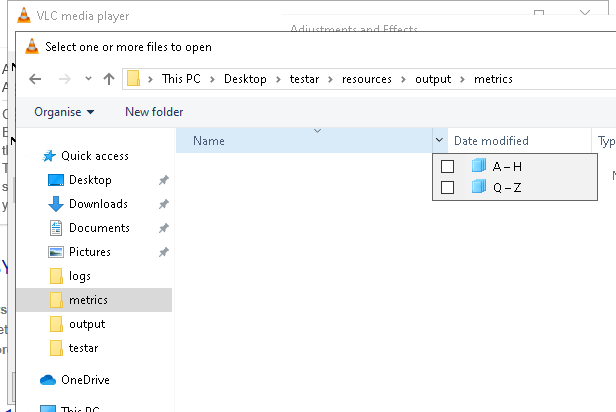 VLC media player
Adjustments and Effects
Select one or more files to open
This PC > Desktop > testar > resources > output > metrics
Organise
New folder
Name
Date modified
Typ
A – H
Q – Z
Quick access
Desktop
Downloads
Documents
Pictures
logs
metrics
output
testar
OneDrive
This PC